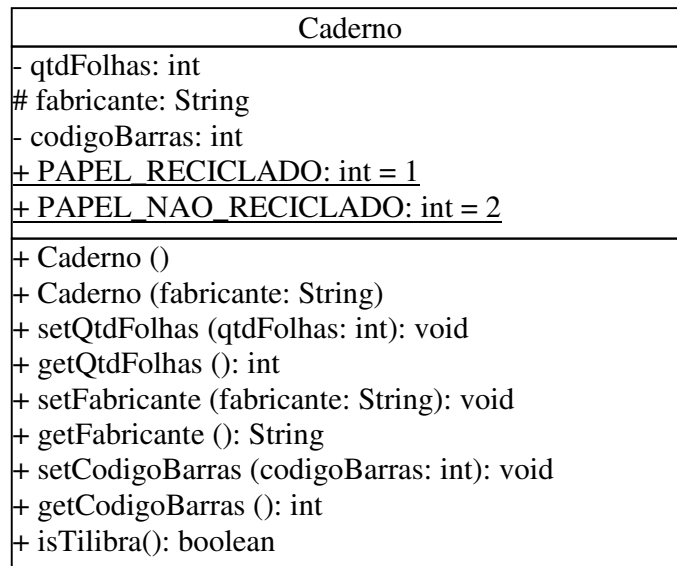 Caderno
- qtdFolhas: int
# fabricante: String
- codigoBarras: int
+ PAPEL_RECICLADO: int = 1
+ PAPEL_NAO_RECICLADO: int = 2
+ Caderno ()
+ Caderno (fabricante: String)
+ setQtdFolhas (qtdFolhas: int): void
+ getQtdFolhas (): int
+ setFabricante (fabricante: String): void
+ getFabricante (): String
+ setCodigoBarras (codigoBarras: int): void
+ getCodigoBarras (): int
+ isTilibra(): boolean